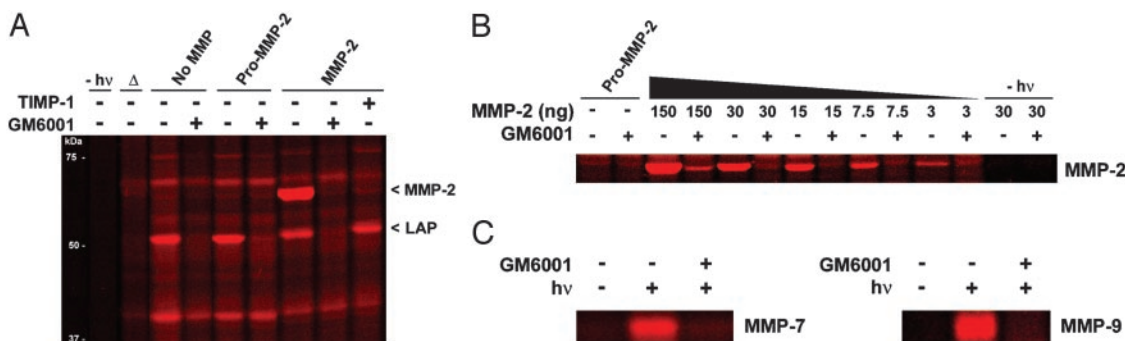 A
- hν
Δ
No MMP
Pro-MMP-2
MMP-2
TIMP-1 - - - - - - - - +
GM6001 - - - + - + - + -
kDa
75 -
50 -
37 -
< MMP-2
< LAP
B
Pro-MMP-2
- hν
MMP-2 (ng) - - 150 150 30 30 15 15 7.5 7.5 3 3 30 30
GM6001 - + - + - + - + - + - + - +
MMP-2
C
GM6001 - - +
hν - + +
MMP-7
GM6001 - - +
hν - + +
MMP-9